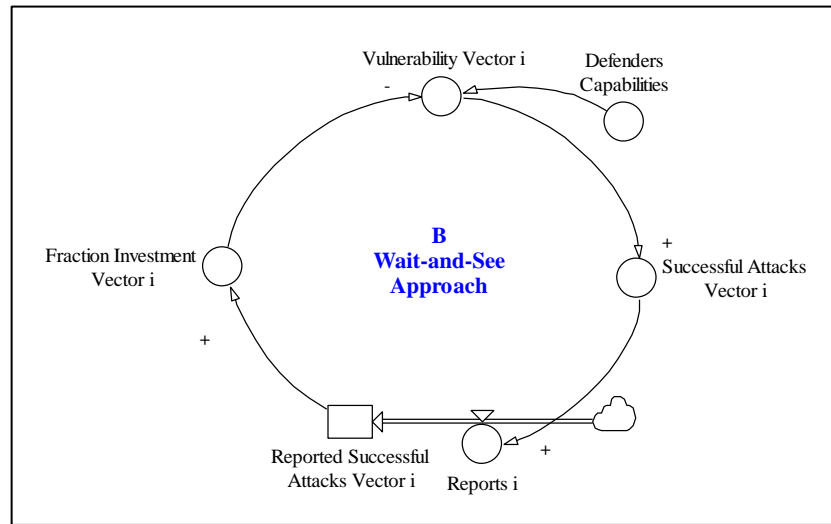 Vulnerability Vector i
Defenders
Capabilities
-
B
Wait-and-See
Approach
Fraction Investment
Vector i
+
Successful Attacks
Vector i
+
+
Reported Successful
Attacks Vector i
Reports i
+